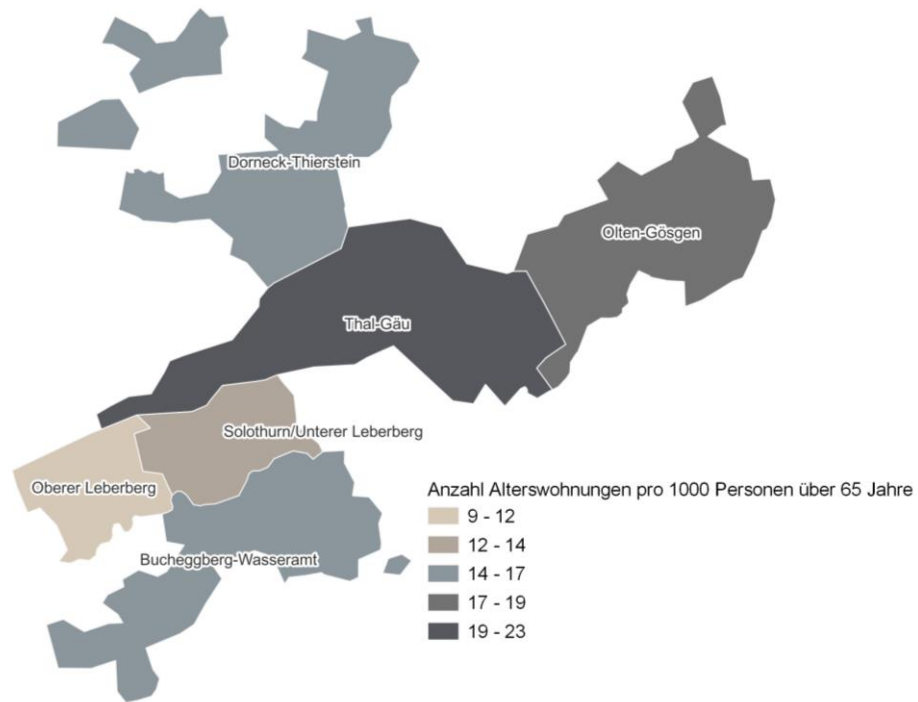 Dorneck-Thierstein
Olten-Gösgen
Thal-Gäu
Solothurn/Unterer Leberberg
Oberer Leberberg
Bucheggberg-Wasseramt
Anzahl Alterswohnungen pro 1000 Personen über 65 Jahre
9 - 12
12 - 14
14 - 17
17 - 19
19 - 23